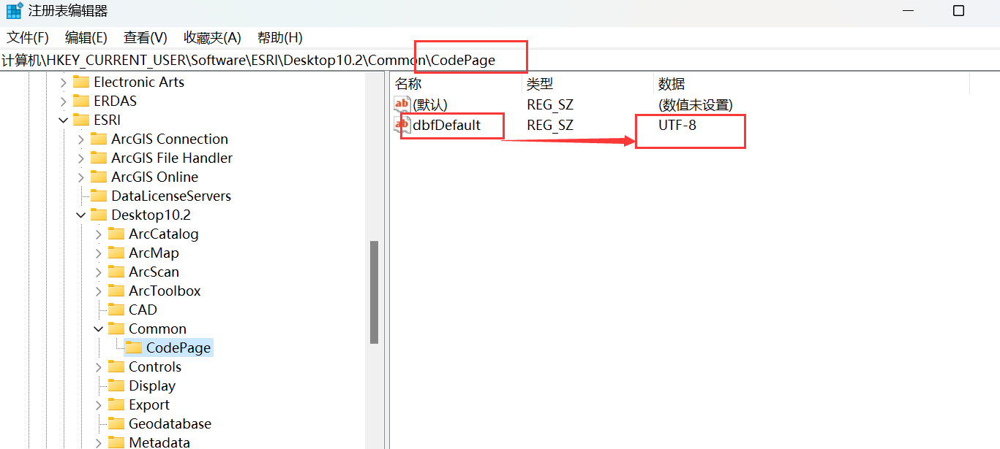 注册表编辑器
文件(F) 编辑(E) 查看(V) 收藏夹(A) 帮助(H)
计算机\HKEY_CURRENT_USER\Software\ESRI\Desktop10.2\Common\CodePage
Electronic Arts
ERDAS
ESRI
ArcGIS Connection
ArcGIS File Handler
ArcGIS Online
DataLicenseServers
Desktop10.2
ArcCatalog
ArcMap
ArcScan
ArcToolbox
CAD
Common
CodePage
Controls
Display
Export
Geodatabase
Metadata
名称 类型 数据
ab (默认) REG_SZ (数值未设置)
ab dbfDefault REG_SZ UTF-8